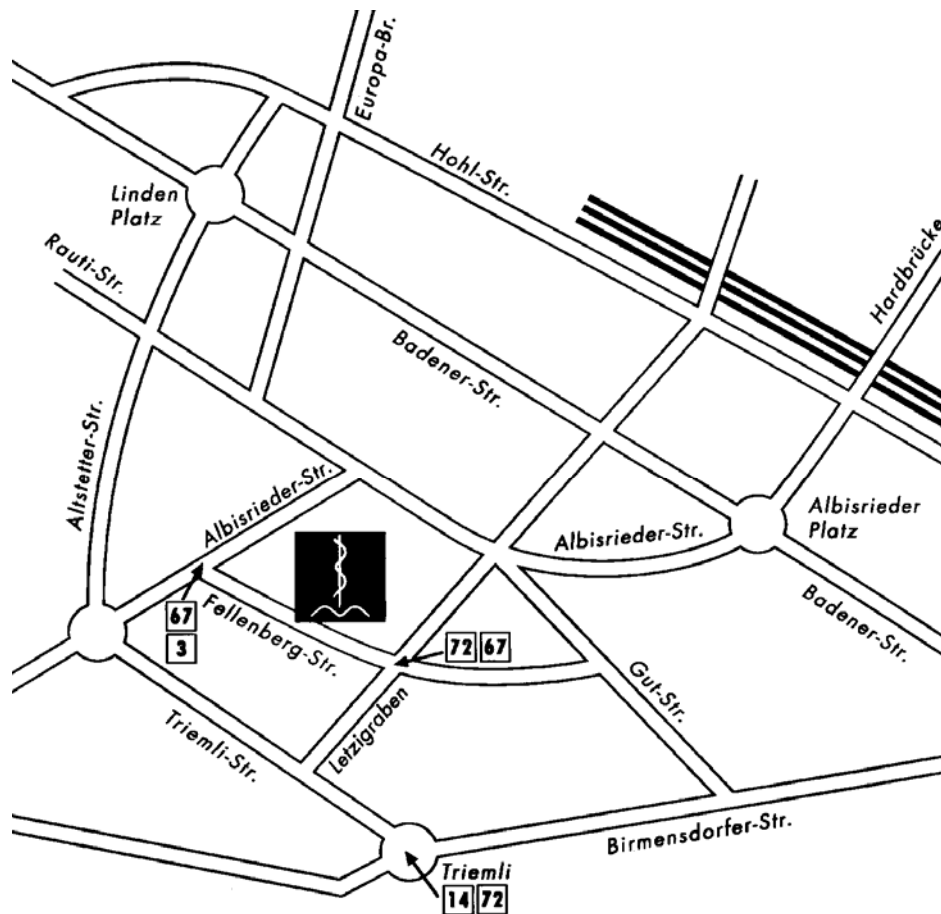 Europa-Br.
Hohl-Str.
Linden
Platz
Rauti-Str.
Hardbrücke
Badener-Str.
Altstetter-Str.
Albisrieder-Str.
Albisrieder-Str.
Albisrieder
Platz
Badener-Str.
67
3
Fellenberg-Str.
72 67
Gut-Str.
Letzigraben
Triemli-Str.
Birmensdorfer-Str.
Triemli
14 72